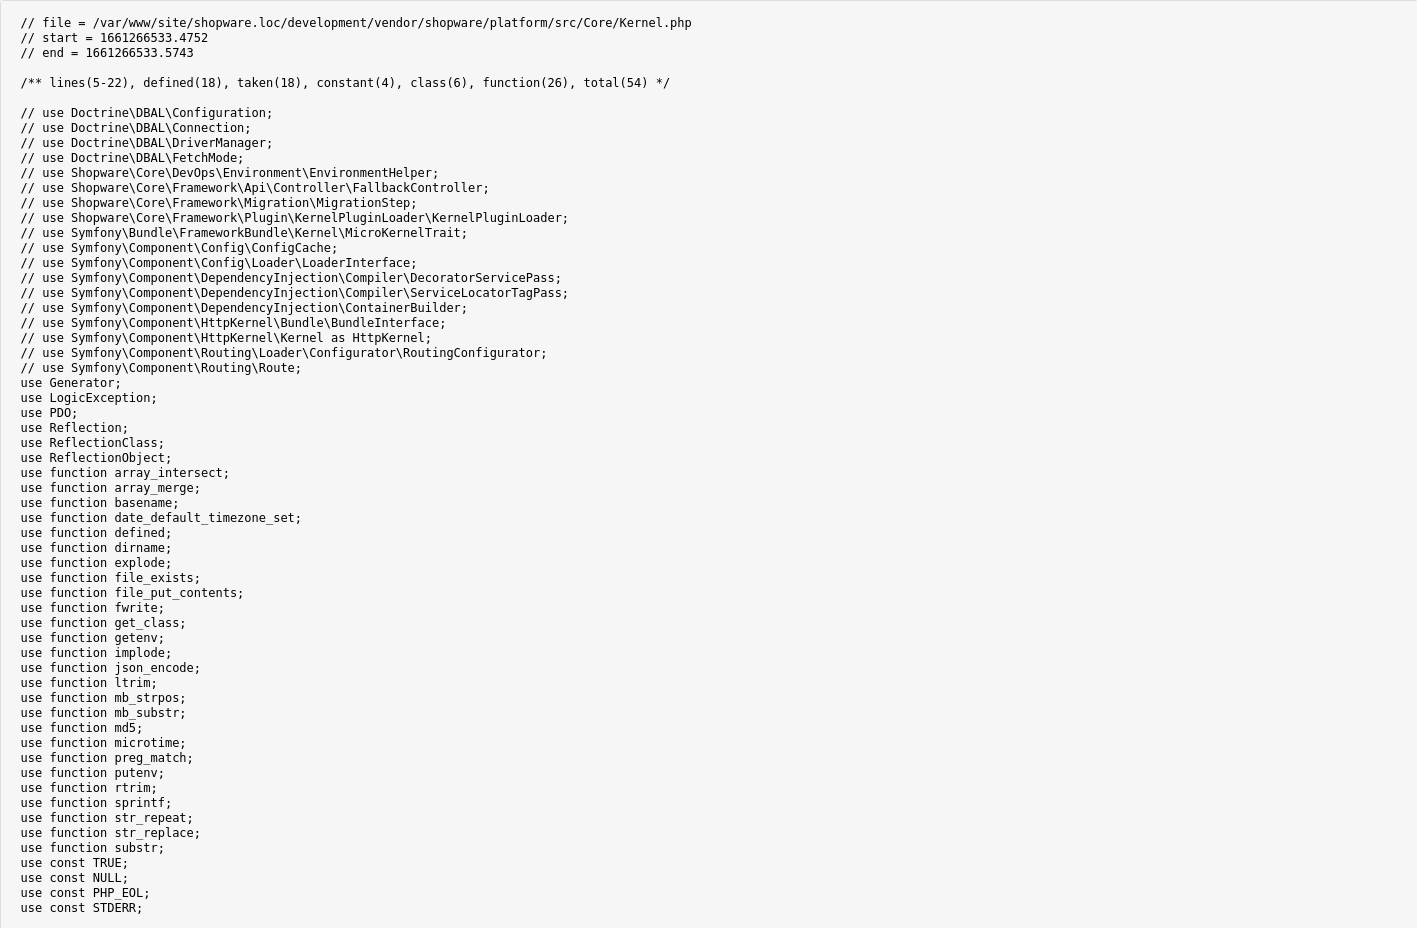 // file = /var/www/site/shopware.loc/development/vendor/shopware/platform/src/Core/Kernel.php
// start = 1661266533.4752
// end = 1661266533.5743
/** lines(5-22), defined(18), taken(18), constant(4), class(6), function(26), total(54) */
// use Doctrine\DBAL\Configuration;
// use Doctrine\DBAL\Connection;
// use Doctrine\DBAL\DriverManager;
// use Doctrine\DBAL\FetchMode;
// use Shopware\Core\DevOps\Environment\EnvironmentHelper;
// use Shopware\Core\Framework\Api\Controller\FallbackController;
// use Shopware\Core\Framework\Migration\MigrationStep;
// use Shopware\Core\Framework\Plugin\KernelPluginLoader\KernelPluginLoader;
// use Symfony\Bundle\FrameworkBundle\Kernel\MicroKernelTrait;
// use Symfony\Component\Config\ConfigCache;
// use Symfony\Component\Config\Loader\LoaderInterface;
// use Symfony\Component\DependencyInjection\Compiler\DecoratorServicePass;
// use Symfony\Component\DependencyInjection\Compiler\ServiceLocatorTagPass;
// use Symfony\Component\DependencyInjection\ContainerBuilder;
// use Symfony\Component\HttpKernel\Bundle\BundleInterface;
// use Symfony\Component\HttpKernel\Kernel as HttpKernel;
// use Symfony\Component\Routing\Loader\Configurator\RoutingConfigurator;
// use Symfony\Component\Routing\Route;
use Generator;
use LogicException;
use PDO;
use Reflection;
use ReflectionClass;
use ReflectionObject;
use function array_intersect;
use function array_merge;
use function basename;
use function date_default_timezone_set;
use function defined;
use function dirname;
use function explode;
use function file_exists;
use function file_put_contents;
use function fwrite;
use function get_class;
use function getenv;
use function implode;
use function json_encode;
use function ltrim;
use function mb_strpos;
use function mb_substr;
use function md5;
use function microtime;
use function preg_match;
use function putenv;
use function rtrim;
use function sprintf;
use function str_repeat;
use function str_replace;
use function substr;
use const TRUE;
use const NULL;
use const PHP_EOL;
use const STDERR;